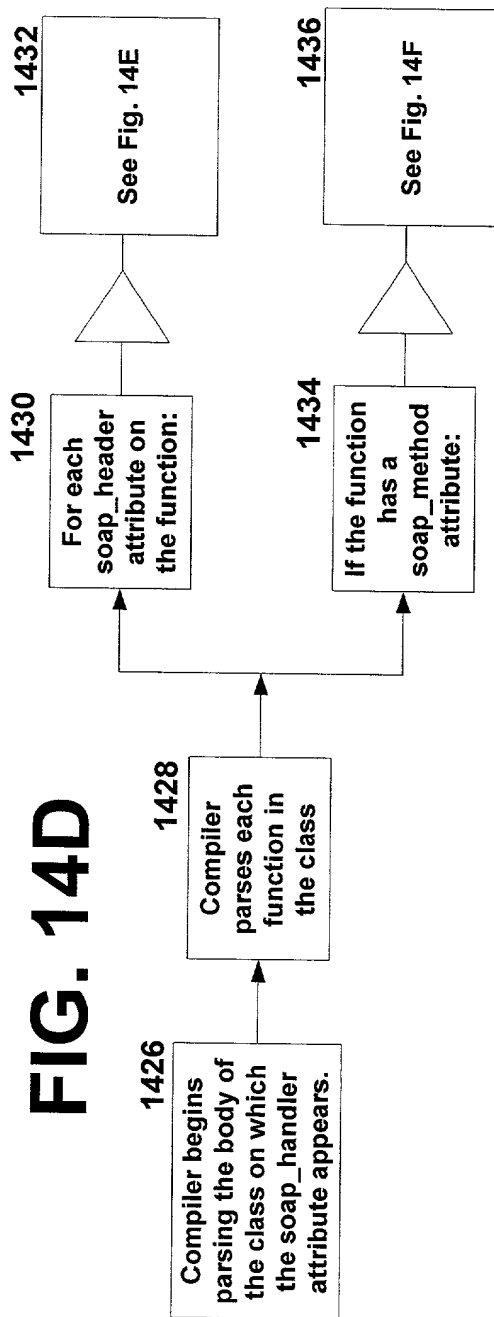 FIG. 14D
1426
Compiler begins
parsing the body of
the class on which
the soap_handler
attribute appears.
1428
Compiler
parses each
function in
the class
1430
For each
soap_header
attribute on
the function:
1432
See Fig. 14E
1434
If the function
has a
soap_method
attribute:
1436
See Fig. 14F